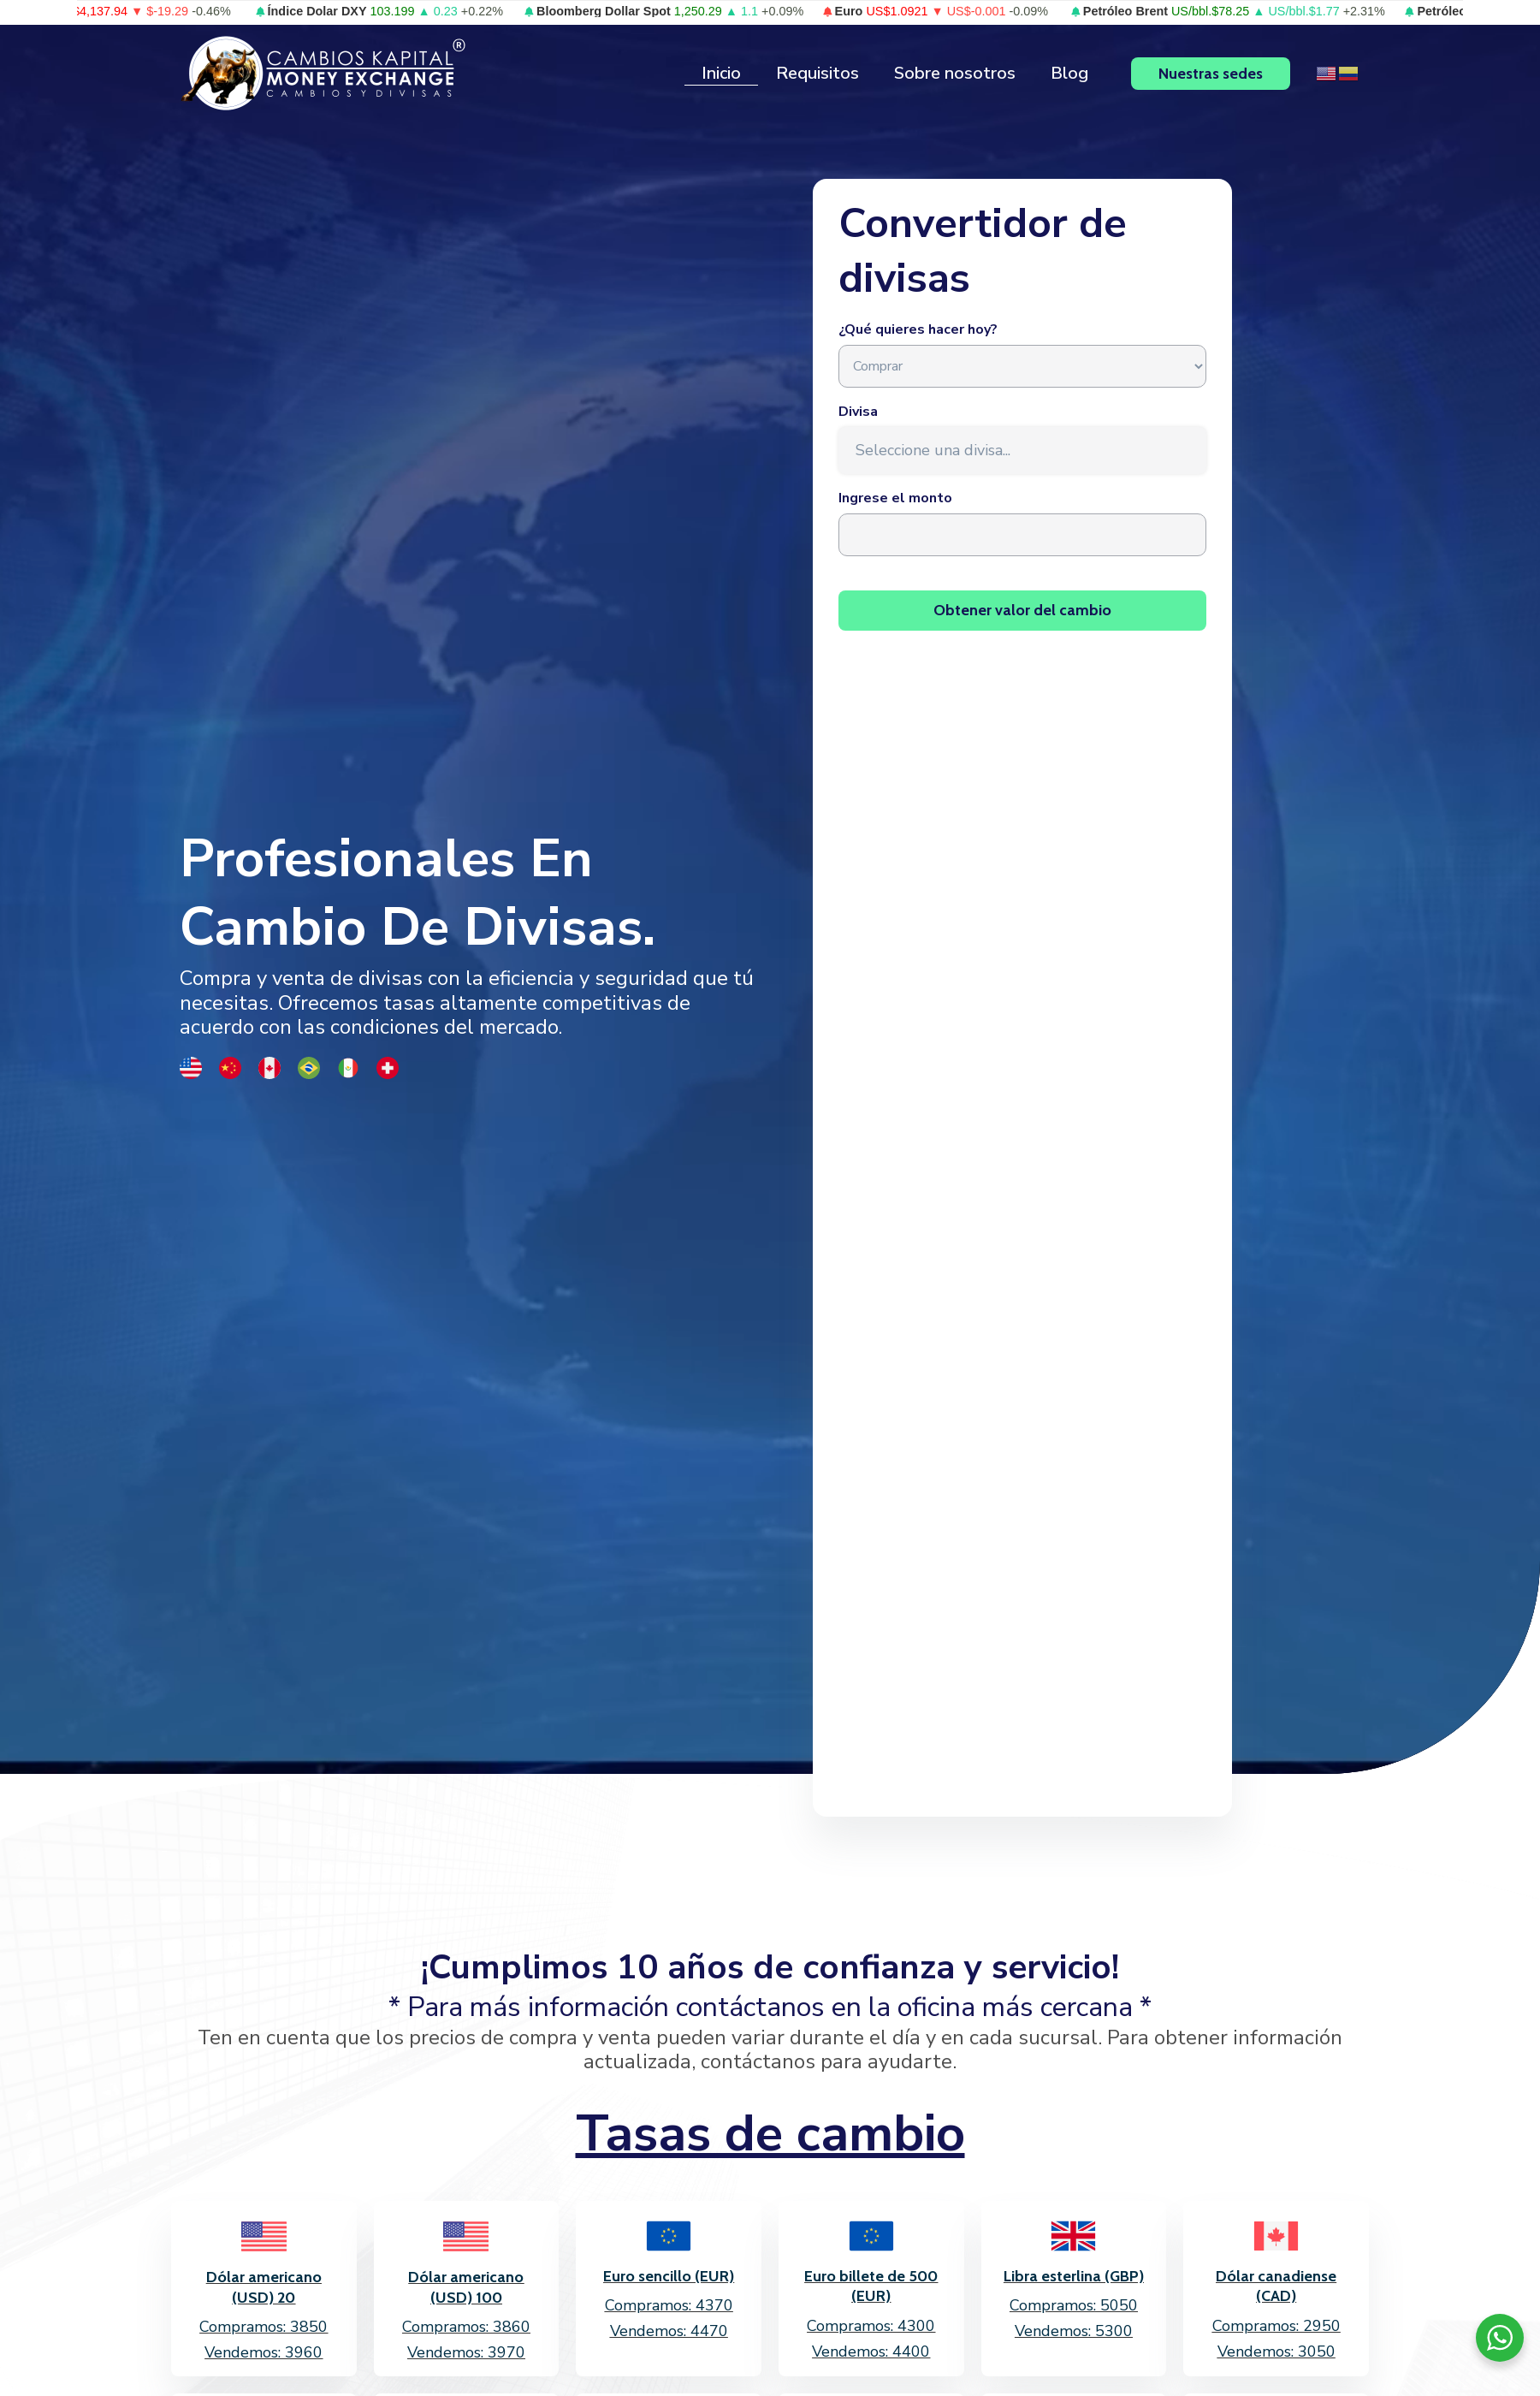 $4,137.94 ▼ $-19.29 -0.46% Índice Dolar DXY 103.199 ▲ 0.23 +0.22% Bloomberg Dollar Spot 1,250.29 ▲ 1.1 +0.09% Euro US$1.0921 ▼ US$-0.001 -0.09% Petróleo Brent US/bbl.$78.25 ▲ US/bbl.$1.77 +2.31%
CAMBIOS KAPITAL ®
MONEY EXCHANGE
CAMBIOS Y DIVISAS
Inicio Requisitos Sobre nosotros Blog Nuestras sedes
Convertidor de
divisas
¿Qué quieres hacer hoy?
Comprar
Divisa
Seleccione una divisa...
Ingrese el monto
Obtener valor del cambio
Profesionales En
Cambio De Divisas.
Compra y venta de divisas con la eficiencia y seguridad que tú
necesitas. Ofrecemos tasas altamente competitivas de
acuerdo con las condiciones del mercado.
¡Cumplimos 10 años de confianza y servicio!
* Para más información contáctanos en la oficina más cercana *
Ten en cuenta que los precios de compra y venta pueden variar durante el día y en cada sucursal. Para obtener información
actualizada, contáctanos para ayudarte.
Tasas de cambio
Dólar americano
(USD) 20
Compramos: 3850
Vendemos: 3960
Dólar americano
(USD) 100
Compramos: 3860
Vendemos: 3970
Euro sencillo (EUR)
Compramos: 4370
Vendemos: 4470
Euro billete de 500
(EUR)
Compramos: 4300
Vendemos: 4400
Libra esterlina (GBP)
Compramos: 5050
Vendemos: 5300
Dólar canadiense
(CAD)
Compramos: 2950
Vendemos: 3050